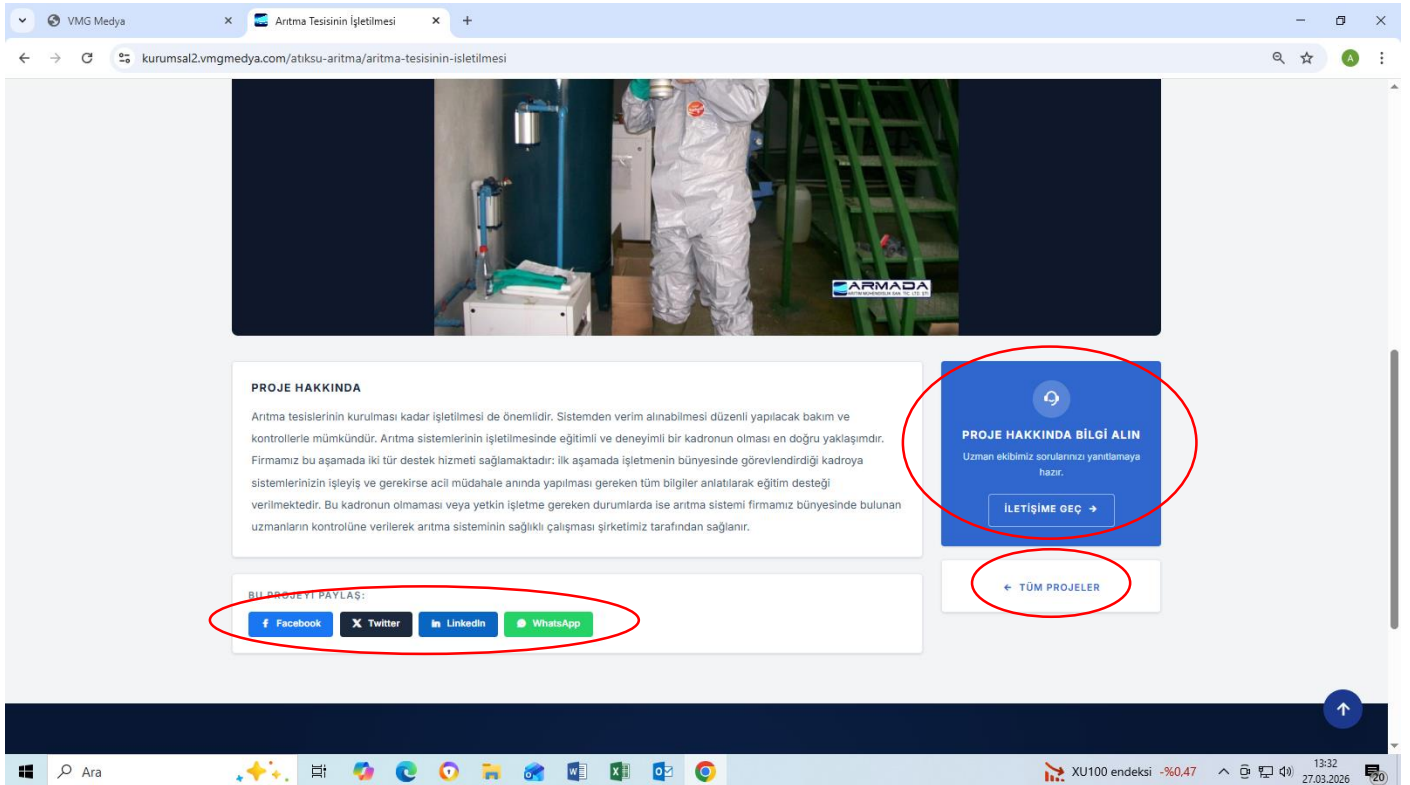 VMG Medya
Arıtma Tesisinin İşletilmesi
kurumsal2.vmgmedya.com/atıksu-aritma/aritma-tesisinin-isletilmesi
A
ARMADA
PROJE HAKKINDA
Arıtma tesislerinin kurulması kadar işletilmesi de önemlidir. Sistemden verim alınabilmesi düzenli yapılacak bakım ve
kontrollerle mümkündür. Arıtma sistemlerinin işletilmesinde eğitimli ve deneyimli bir kadronun olması en doğru yaklaşımdır.
Firmamız bu aşamada iki tür destek hizmeti sağlamaktadır: ilk aşamada işletmenin bünyesinde görevlendirdiği kadroya
sistemlerinizin işleyiş ve gerekirse acil müdahale anında yapılması gereken tüm bilgiler anlatılarak eğitim desteği
verilmektedir. Bu kadronun olmaması veya yetkin işletme gereken durumlarda ise arıtma sistemi firmamız bünyesinde bulunan
uzmanların kontrolüne verilerek arıtma sisteminin sağlıklı çalışması şirketimiz tarafından sağlanır.
PROJE HAKKINDA BİLGİ ALIN
Uzman ekibimiz sorularınızı yanıtlamaya
hazır.
İLETİŞİME GEÇ →
← TÜM PROJELER
BU PROJEYİ PAYLAŞ:
Facebook
X Twitter
in LinkedIn
WhatsApp
Ara
XU100 endeksi -%0,47
13:32
27.03.2026
20